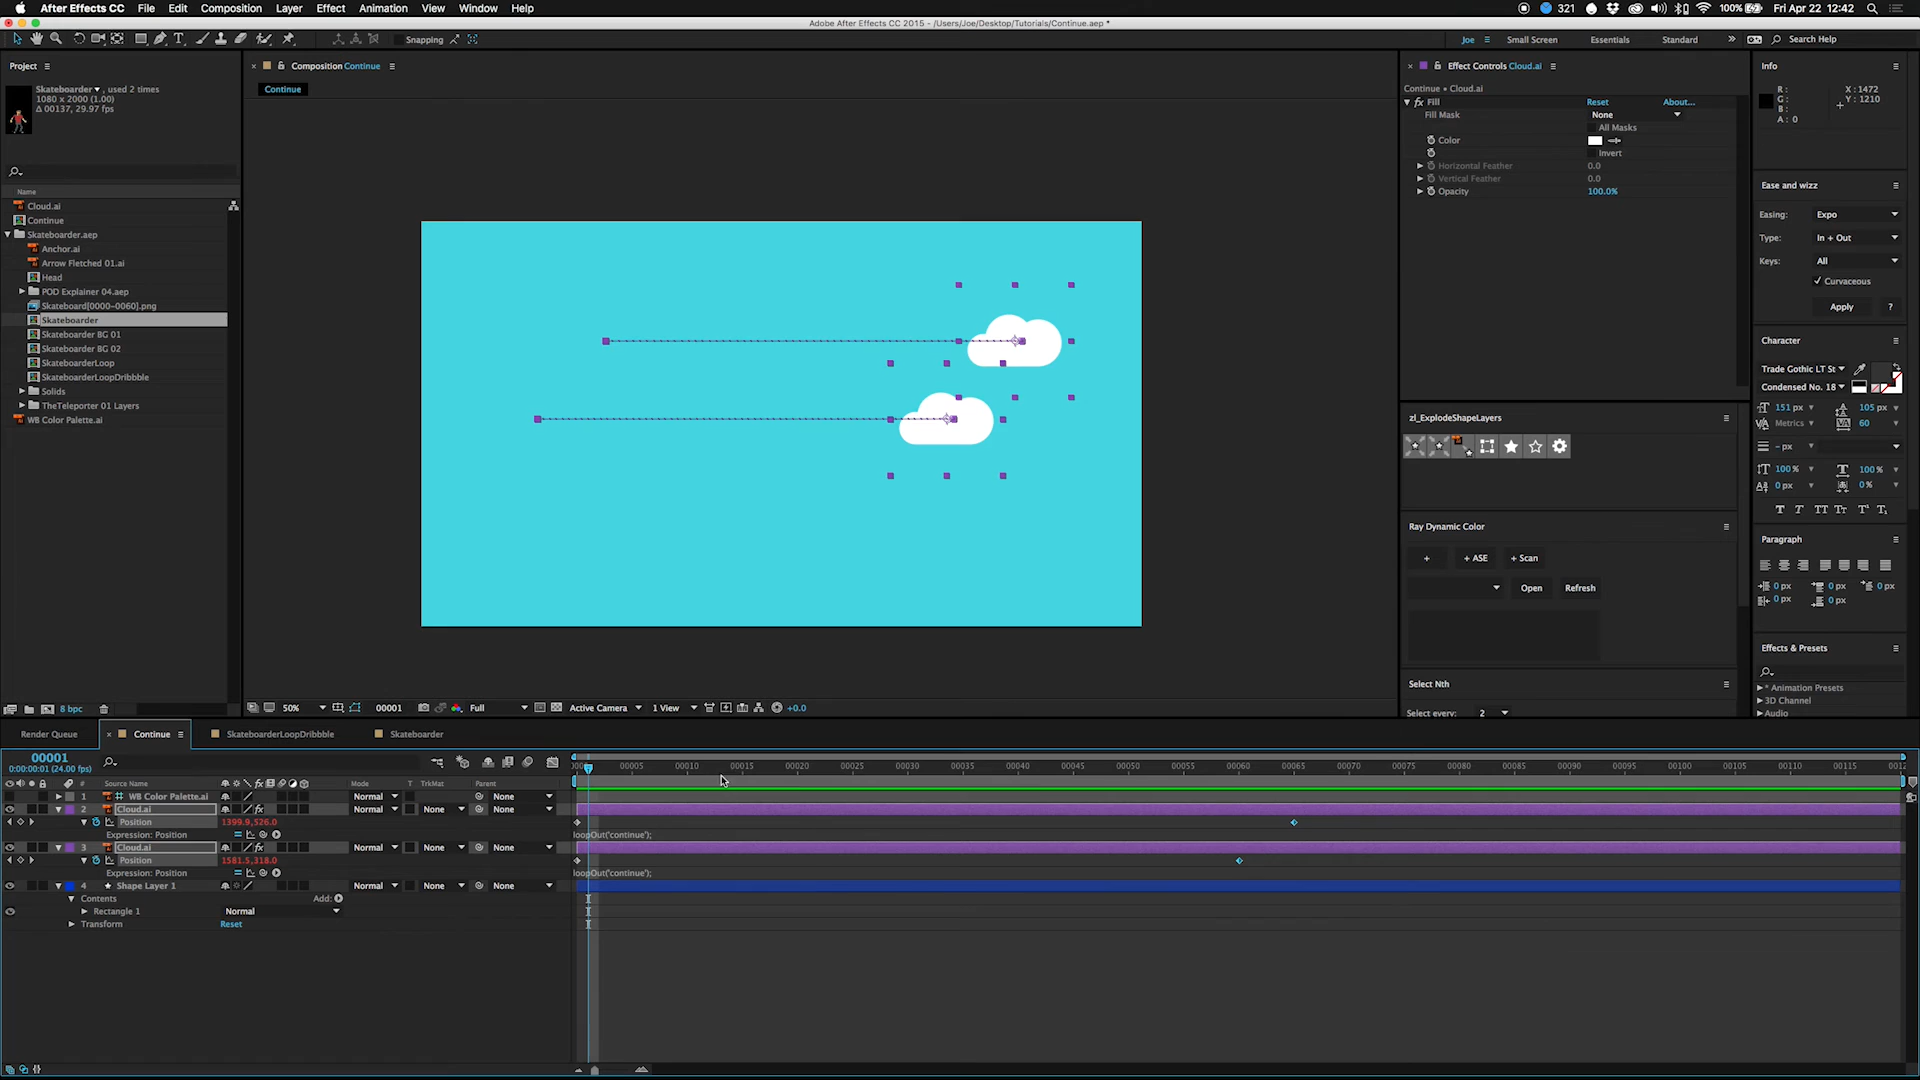 After Effects CC File Edit Composition Layer Effect Animation View Window Help 321 100% Fri Apr 22 12:42
Adobe After Effects CC 2015 - /Users/Joe/Desktop/Tutorials/Continue.aep *
Snapping Joe Small Screen Essentials Standard Search Help
Project
Skateboarder , used 2 times
1080 x 2000 (1.00)
Δ 00137, 29.97 fps
Name
Cloud.ai
Continue
Skateboarder.aep
Anchor.ai
Arrow Fletched 01.ai
Head
POD Explainer 04.aep
Skateboard[0000-0060].png
Skateboarder
Skateboarder BG 01
Skateboarder BG 02
SkateboarderLoop
SkateboarderLoopDribbble
Solids
TheTeleporter 01 Layers
WB Color Palette.ai
8 bpc
Composition Continue
Continue
50% 00001 Full Active Camera 1 View +0.0
Effect Controls Cloud.ai
Continue • Cloud.ai
fx Fill Reset About...
Fill Mask None
All Masks
Color
Invert
Horizontal Feather 0.0
Vertical Feather 0.0
Opacity 100.0%
zl_ExplodeShapeLayers
Ray Dynamic Color
+ + ASE + Scan
Open Refresh
Select Nth
Select every: 2
Info
R : X : 1472
G : Y : 1210
B :
A : 0
Ease and wizz
Easing: Expo
Type: In + Out
Keys: All
Curvaceous
Apply ?
Character
Trade Gothic LT St
Condensed No. 18
151 px 105 px
Metrics 60
- px
100% 100%
0 px 0%
T T TT Tt T¹ T₁
Paragraph
0 px 0 px 0 px
0 px 0 px
Effects & Presets
* Animation Presets
3D Channel
Audio
Render Queue Continue SkateboarderLoopDribbble Skateboarder
00001
0:00:00:01 (24.00 fps)
00005 00010 00015 00020 00025 00030 00035 00040 00045 00050 00055 00060 00065 00070 00075 00080 00085 00090 00095 00100 00105 00110 00115 0012
# Source Name Mode T TrkMat Parent
1 WB Color Palette.ai Normal None
2 Cloud.ai fx Normal None None
Position 1399.9,526.0
Expression: Position loopOut('continue');
3 Cloud.ai fx Normal None None
Position 1581.5,318.0
Expression: Position loopOut('continue');
4 Shape Layer 1 Normal None None
Contents Add:
Rectangle 1 Normal
Transform Reset